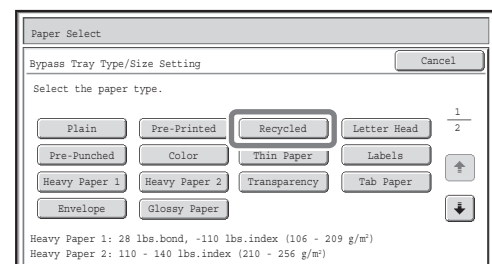 Paper Select
Bypass Tray Type/Size Setting Cancel
Select the paper type.
Plain Pre-Printed Recycled Letter Head 1
2
Pre-Punched Color Thin Paper Labels
Heavy Paper 1 Heavy Paper 2 Transparency Tab Paper
Envelope Glossy Paper
Heavy Paper 1: 28 lbs.bond, -110 lbs.index (106 - 209 g/m²)
Heavy Paper 2: 110 - 140 lbs.index (210 - 256 g/m²)